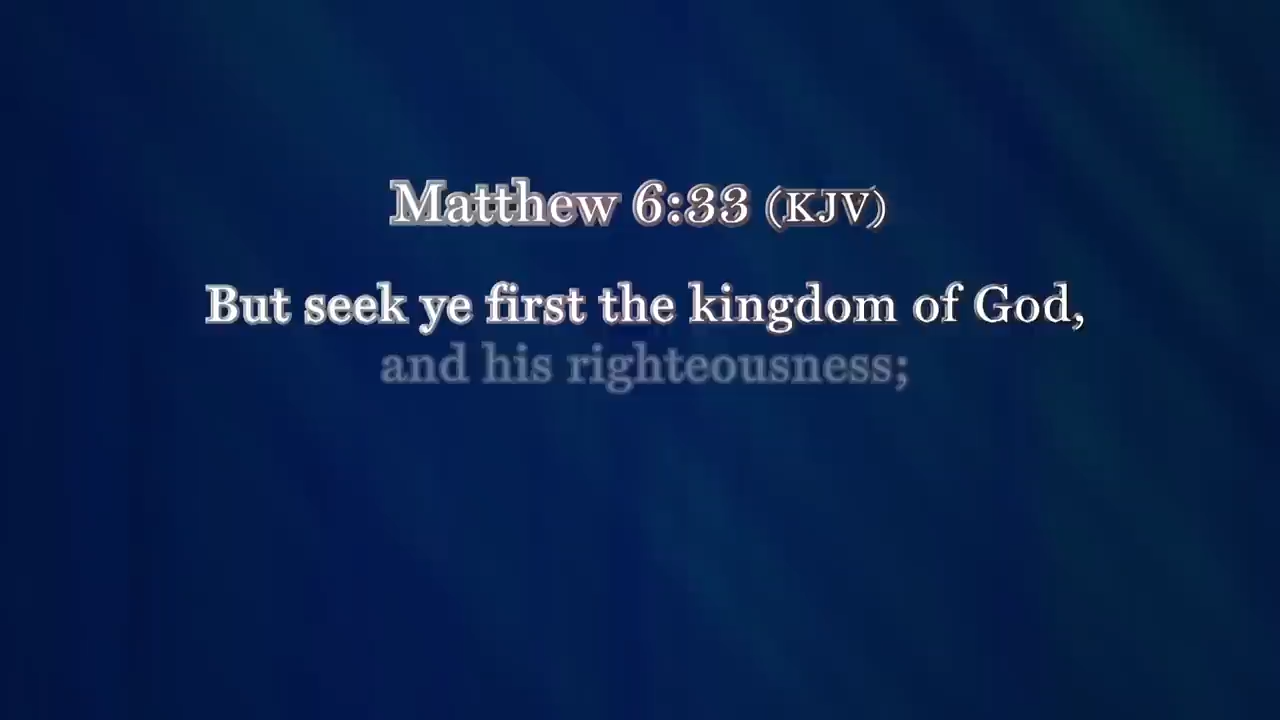 Matthew 6:33 (KJV)
But seek ye first the kingdom of God,
and his righteousness;